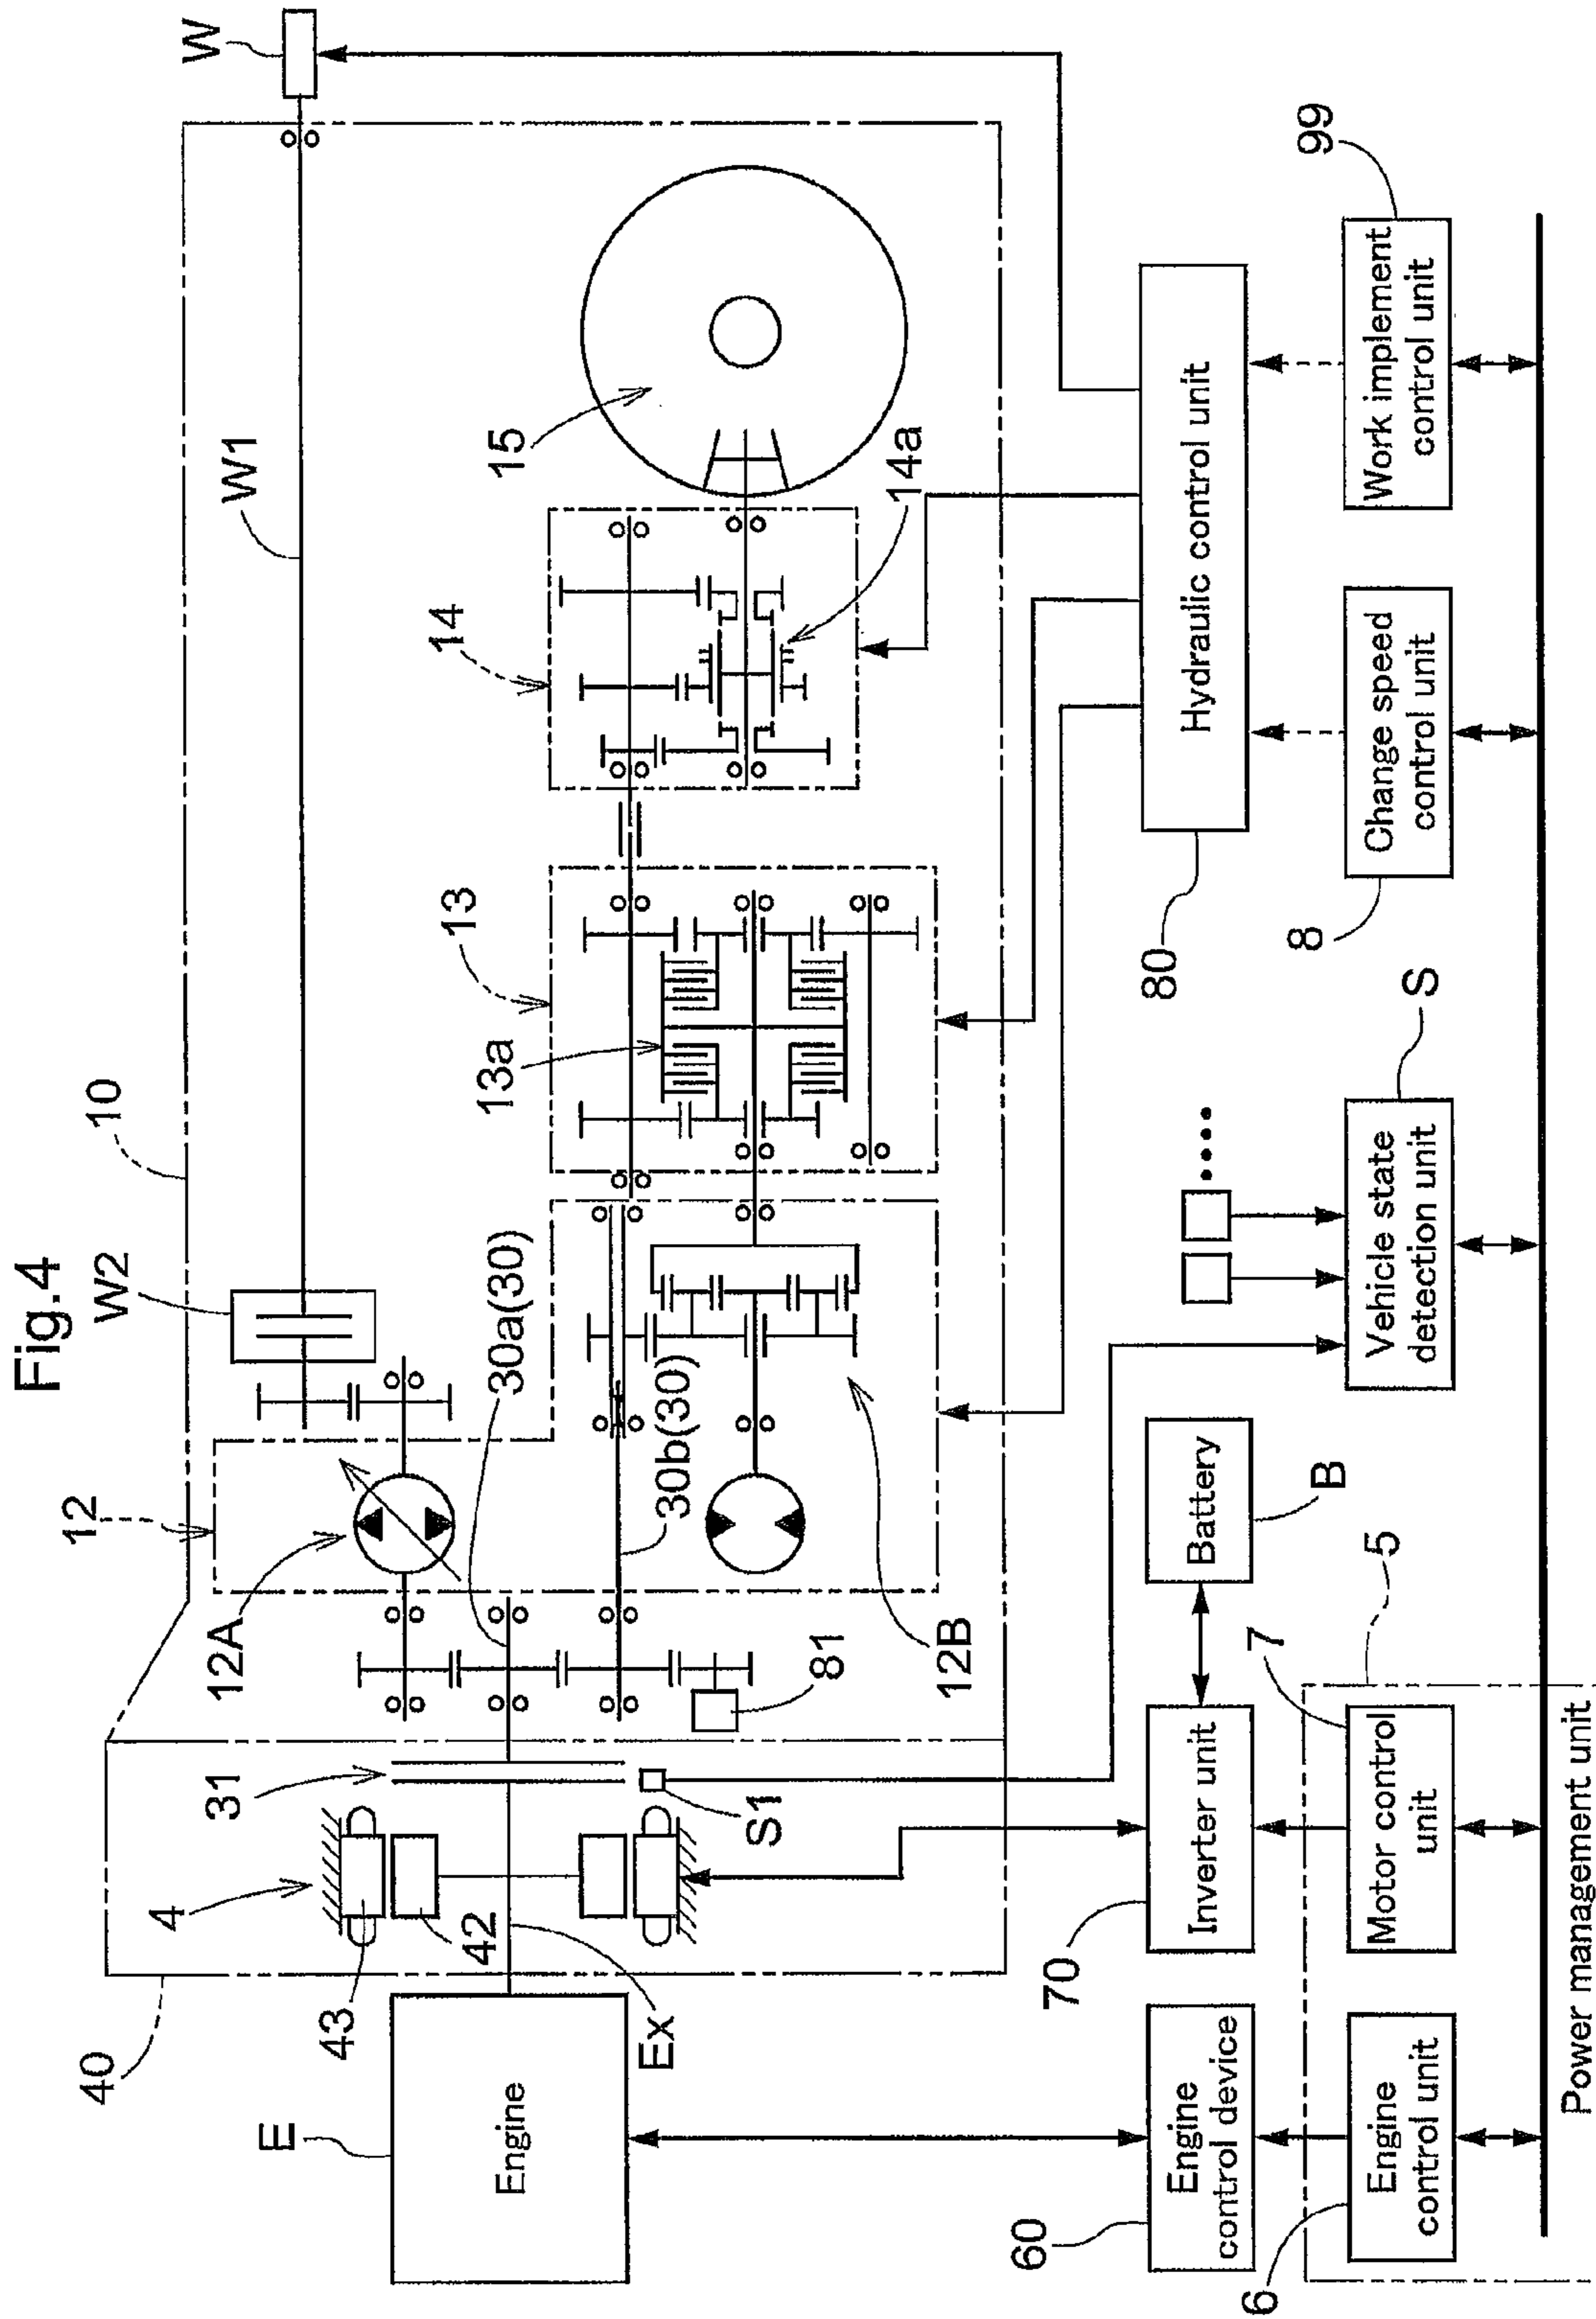 Fig.4
W
W1
W2
10
12
12A
12B
30a(30)
30b(30)
13
13a
14
14a
15
81
31
S1
4
43
42
40
E
Engine
Ex
Hydraulic control unit
80
Work implement
control unit
99
Change speed
control unit
8
Vehicle state
detection unit
S
Battery
B
Inverter unit
70
Motor control
unit
7
5
Engine
control device
60
Engine
control unit
6
Power management unit